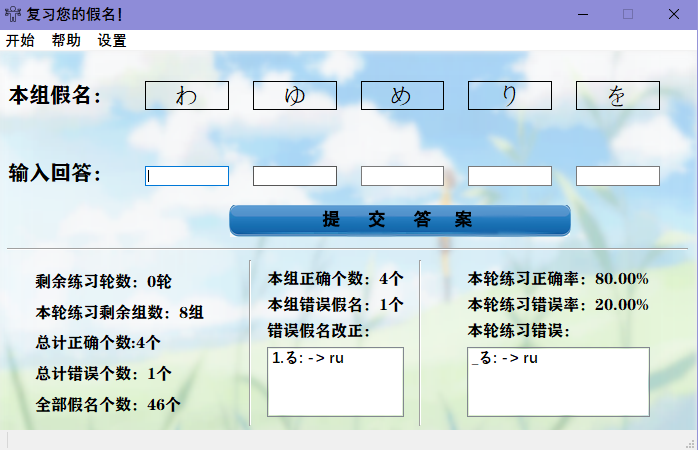 复习您的假名！
开始 帮助 设置
本组假名： わ ゆ め り を
输入回答：
提 交 答 案
剩余练习轮数：0轮
本轮练习剩余组数：8组
总计正确个数:4个
总计错误个数：1个
全部假名个数：46个
本组正确个数：4个
本组错误假名：1个
错误假名改正：
1.る: -> ru
本轮练习正确率：80.00%
本轮练习错误率：20.00%
本轮练习错误：
_る: -> ru